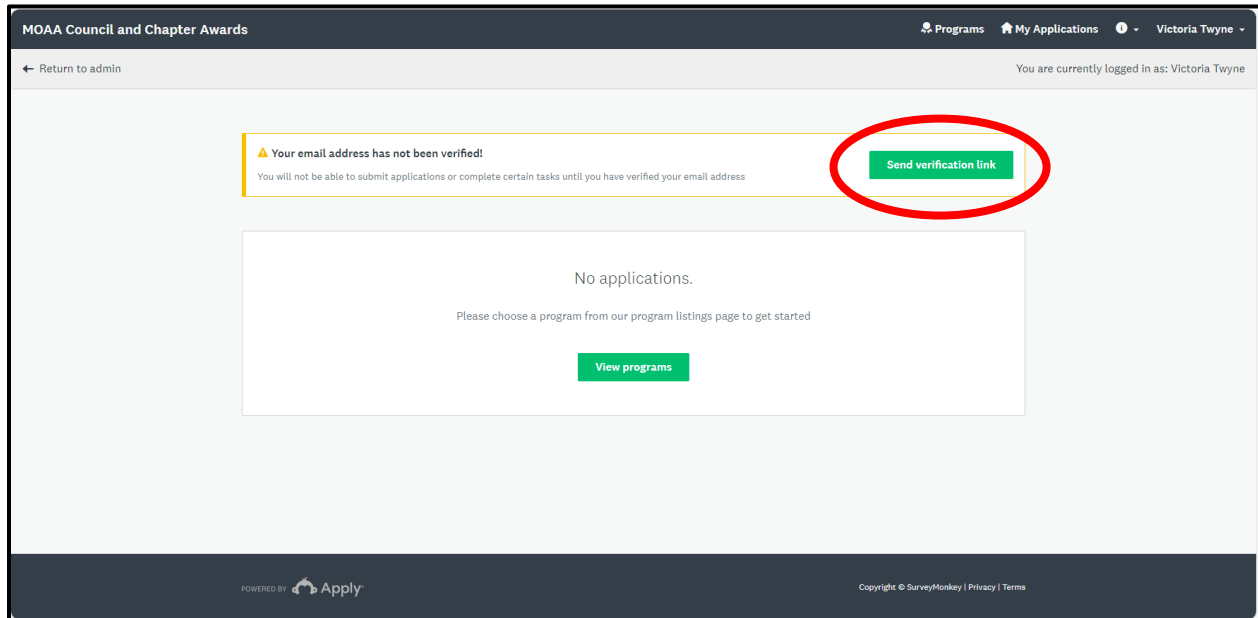 MOAA Council and Chapter Awards Programs My Applications Victoria Twyne
Return to admin You are currently logged in as: Victoria Twyne
Your email address has not been verified!
You will not be able to submit applications or complete certain tasks until you have verified your email address
Send verification link
No applications.
Please choose a program from our program listings page to get started
View programs
POWERED BY Apply Copyright © SurveyMonkey | Privacy | Terms